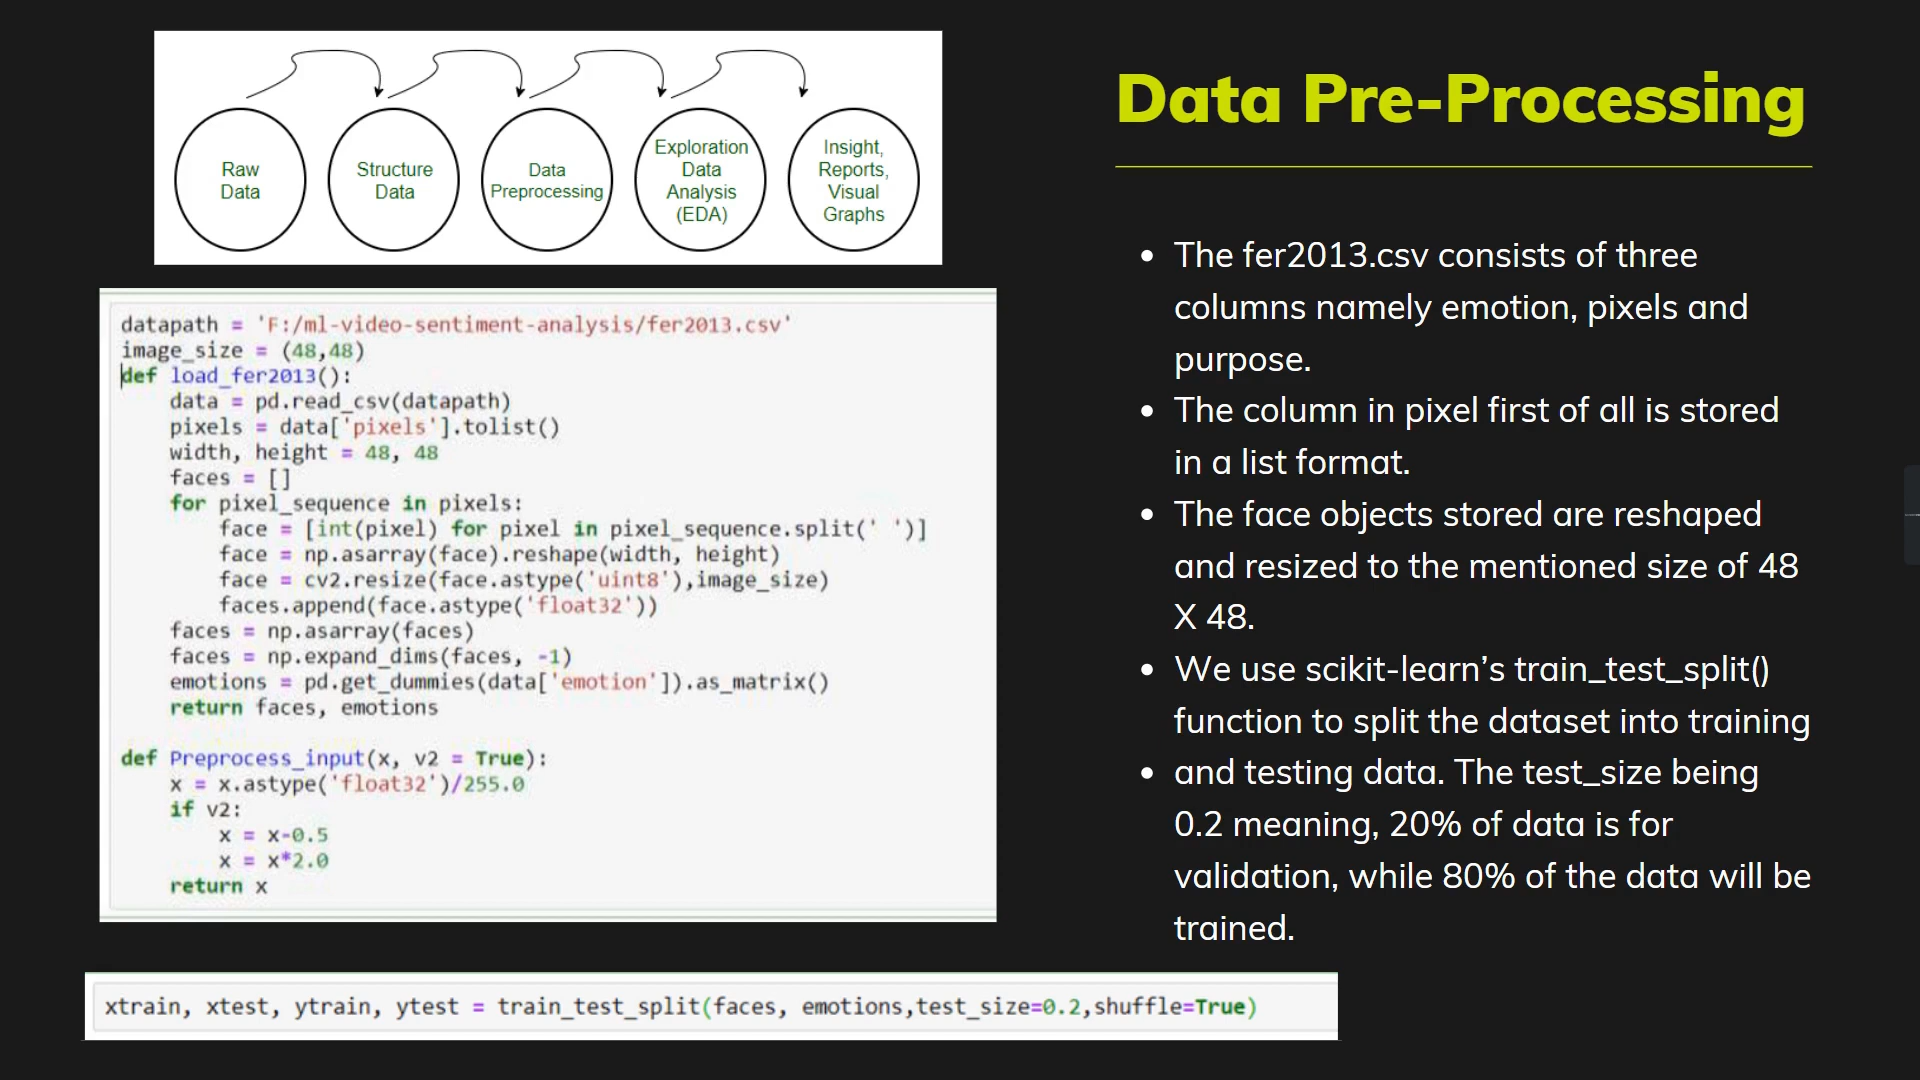 Raw
Data
Structure
Data
Data
Preprocessing
Exploration
Data
Analysis
(EDA)
Insight,
Reports,
Visual
Graphs
datapath = 'F:/ml-video-sentiment-analysis/fer2013.csv'
image_size = (48,48)
def load_fer2013():
    data = pd.read_csv(datapath)
    pixels = data['pixels'].tolist()
    width, height = 48, 48
    faces = []
    for pixel_sequence in pixels:
        face = [int(pixel) for pixel in pixel_sequence.split(' ')]
        face = np.asarray(face).reshape(width, height)
        face = cv2.resize(face.astype('uint8'),image_size)
        faces.append(face.astype('float32'))
    faces = np.asarray(faces)
    faces = np.expand_dims(faces, -1)
    emotions = pd.get_dummies(data['emotion']).as_matrix()
    return faces, emotions
def Preprocess_input(x, v2 = True):
    x = x.astype('float32')/255.0
    if v2:
        x = x-0.5
        x = x*2.0
    return x
xtrain, xtest, ytrain, ytest = train_test_split(faces, emotions,test_size=0.2,shuffle=True)
Data Pre-Processing
• The fer2013.csv consists of three
columns namely emotion, pixels and
purpose.
• The column in pixel first of all is stored
in a list format.
• The face objects stored are reshaped
and resized to the mentioned size of 48
X 48.
• We use scikit-learn’s train_test_split()
function to split the dataset into training
• and testing data. The test_size being
0.2 meaning, 20% of data is for
validation, while 80% of the data will be
trained.